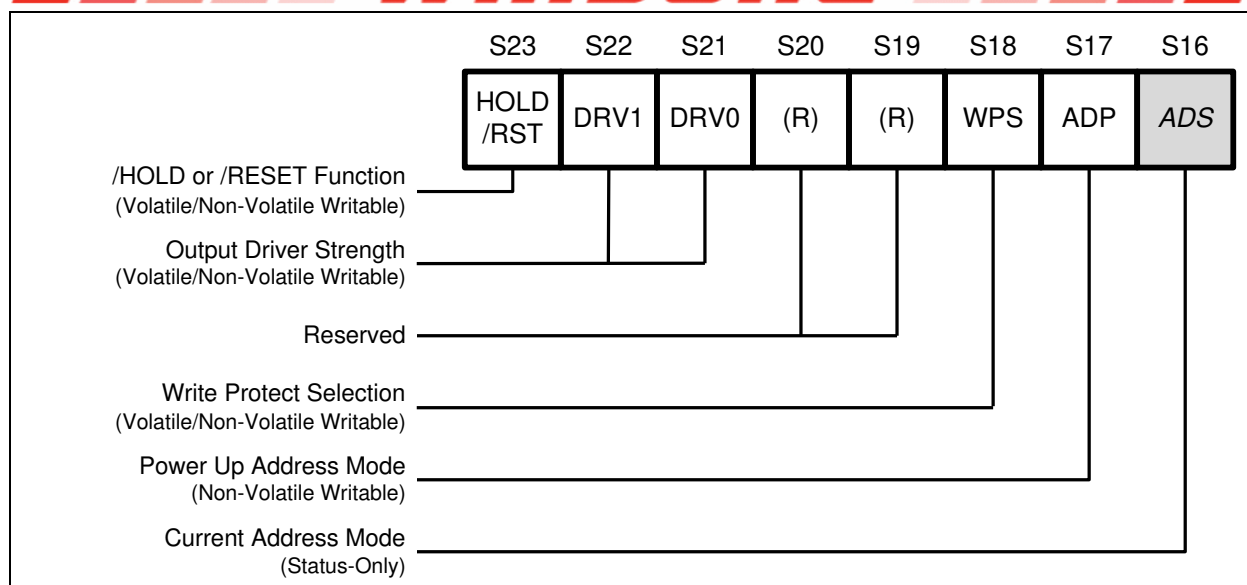 S23 S22 S21 S20 S19 S18 S17 S16
HOLD
/RST DRV1 DRV0 (R) (R) WPS ADP ADS
/HOLD or /RESET Function
(Volatile/Non-Volatile Writable)
Output Driver Strength
(Volatile/Non-Volatile Writable)
Reserved
Write Protect Selection
(Volatile/Non-Volatile Writable)
Power Up Address Mode
(Non-Volatile Writable)
Current Address Mode
(Status-Only)